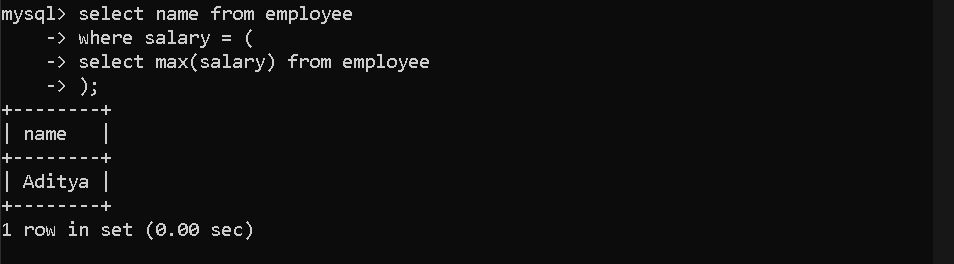 mysql> select name from employee
    -> where salary = (
    -> select max(salary) from employee
    -> );
+--------+
| name   |
+--------+
| Aditya |
+--------+
1 row in set (0.00 sec)